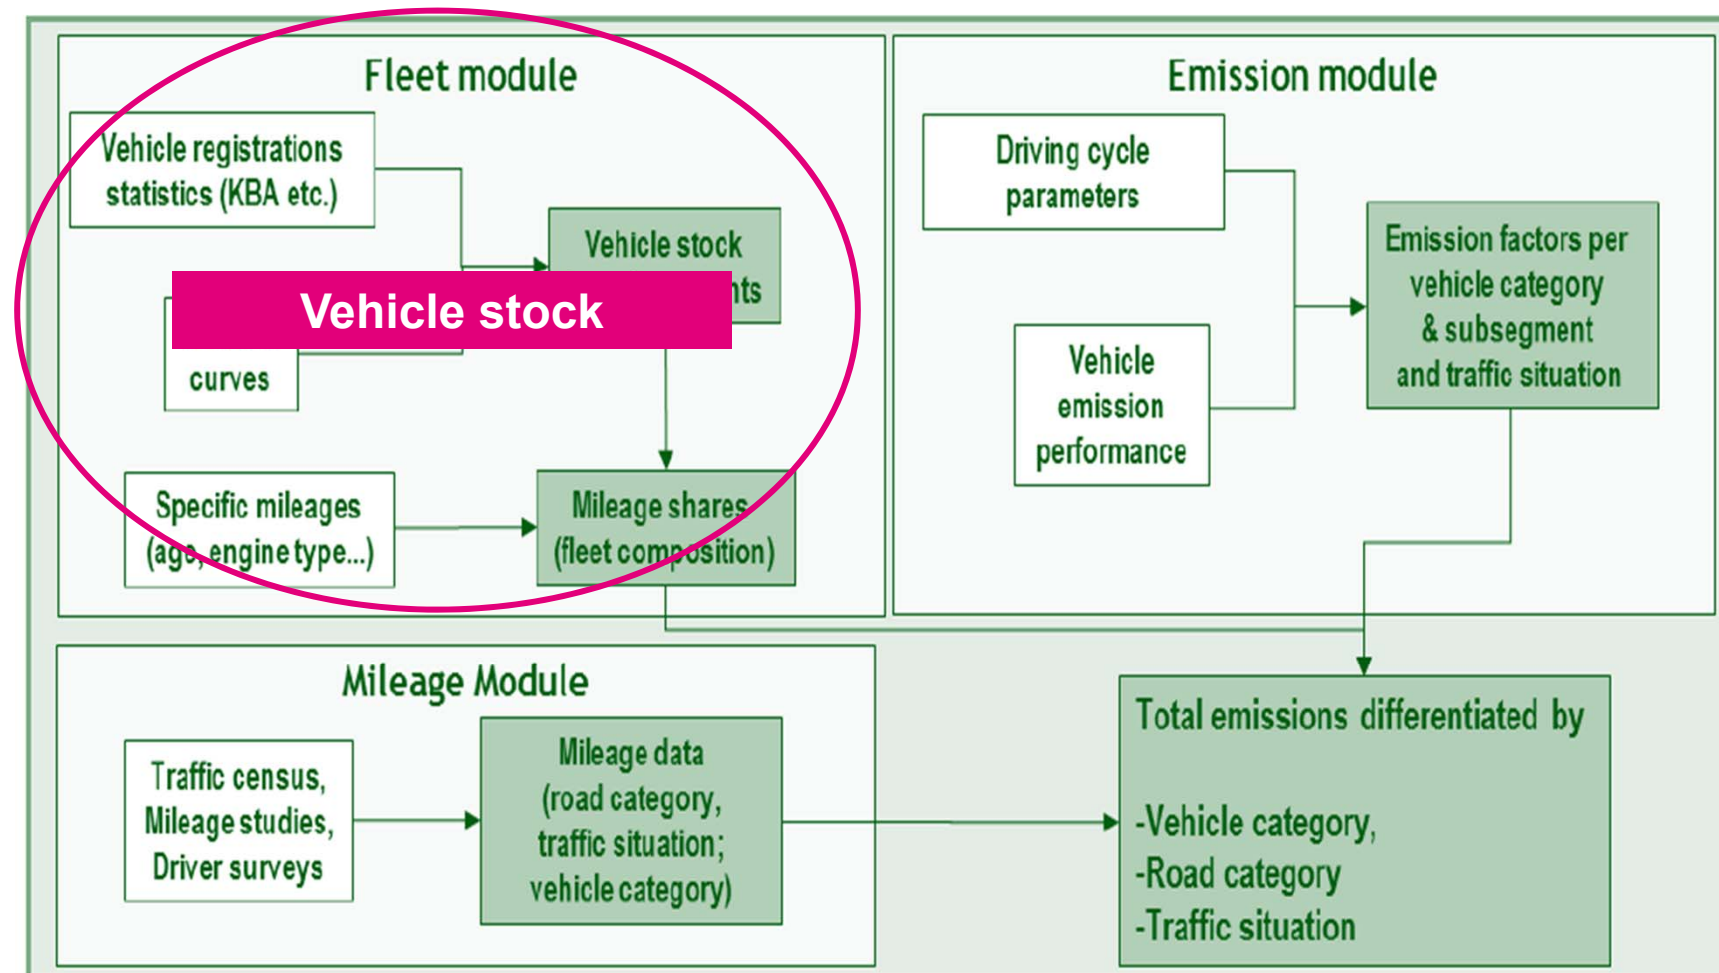 Fleet module
Vehicle registrations
statistics (KBA etc.)
Vehicle stock
Vehicle stock
curves
Specific mileages
(age, engine type...)
Mileage shares
(fleet composition)
Emission module
Driving cycle
parameters
Vehicle
emission
performance
Emission factors per
vehicle category
& subsegment
and traffic situation
Mileage Module
Traffic census,
Mileage studies,
Driver surveys
Mileage data
(road category,
traffic situation;
vehicle category)
Total emissions differentiated by
-Vehicle category,
-Road category
-Traffic situation